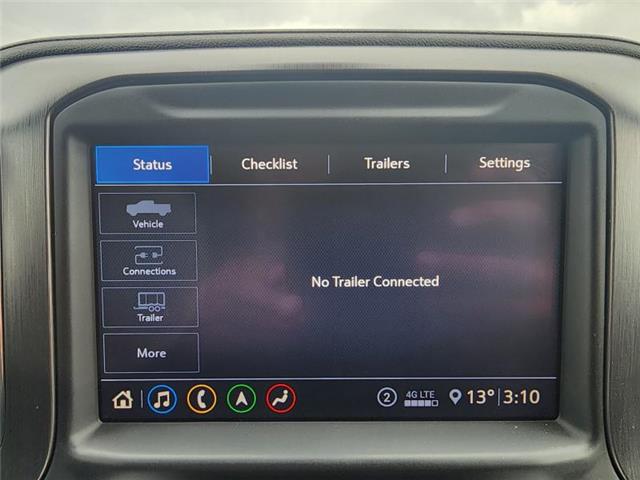 Status Checklist Trailers Settings
Vehicle
Connections
No Trailer Connected
Trailer
More
2 4G LTE 13° 3:10